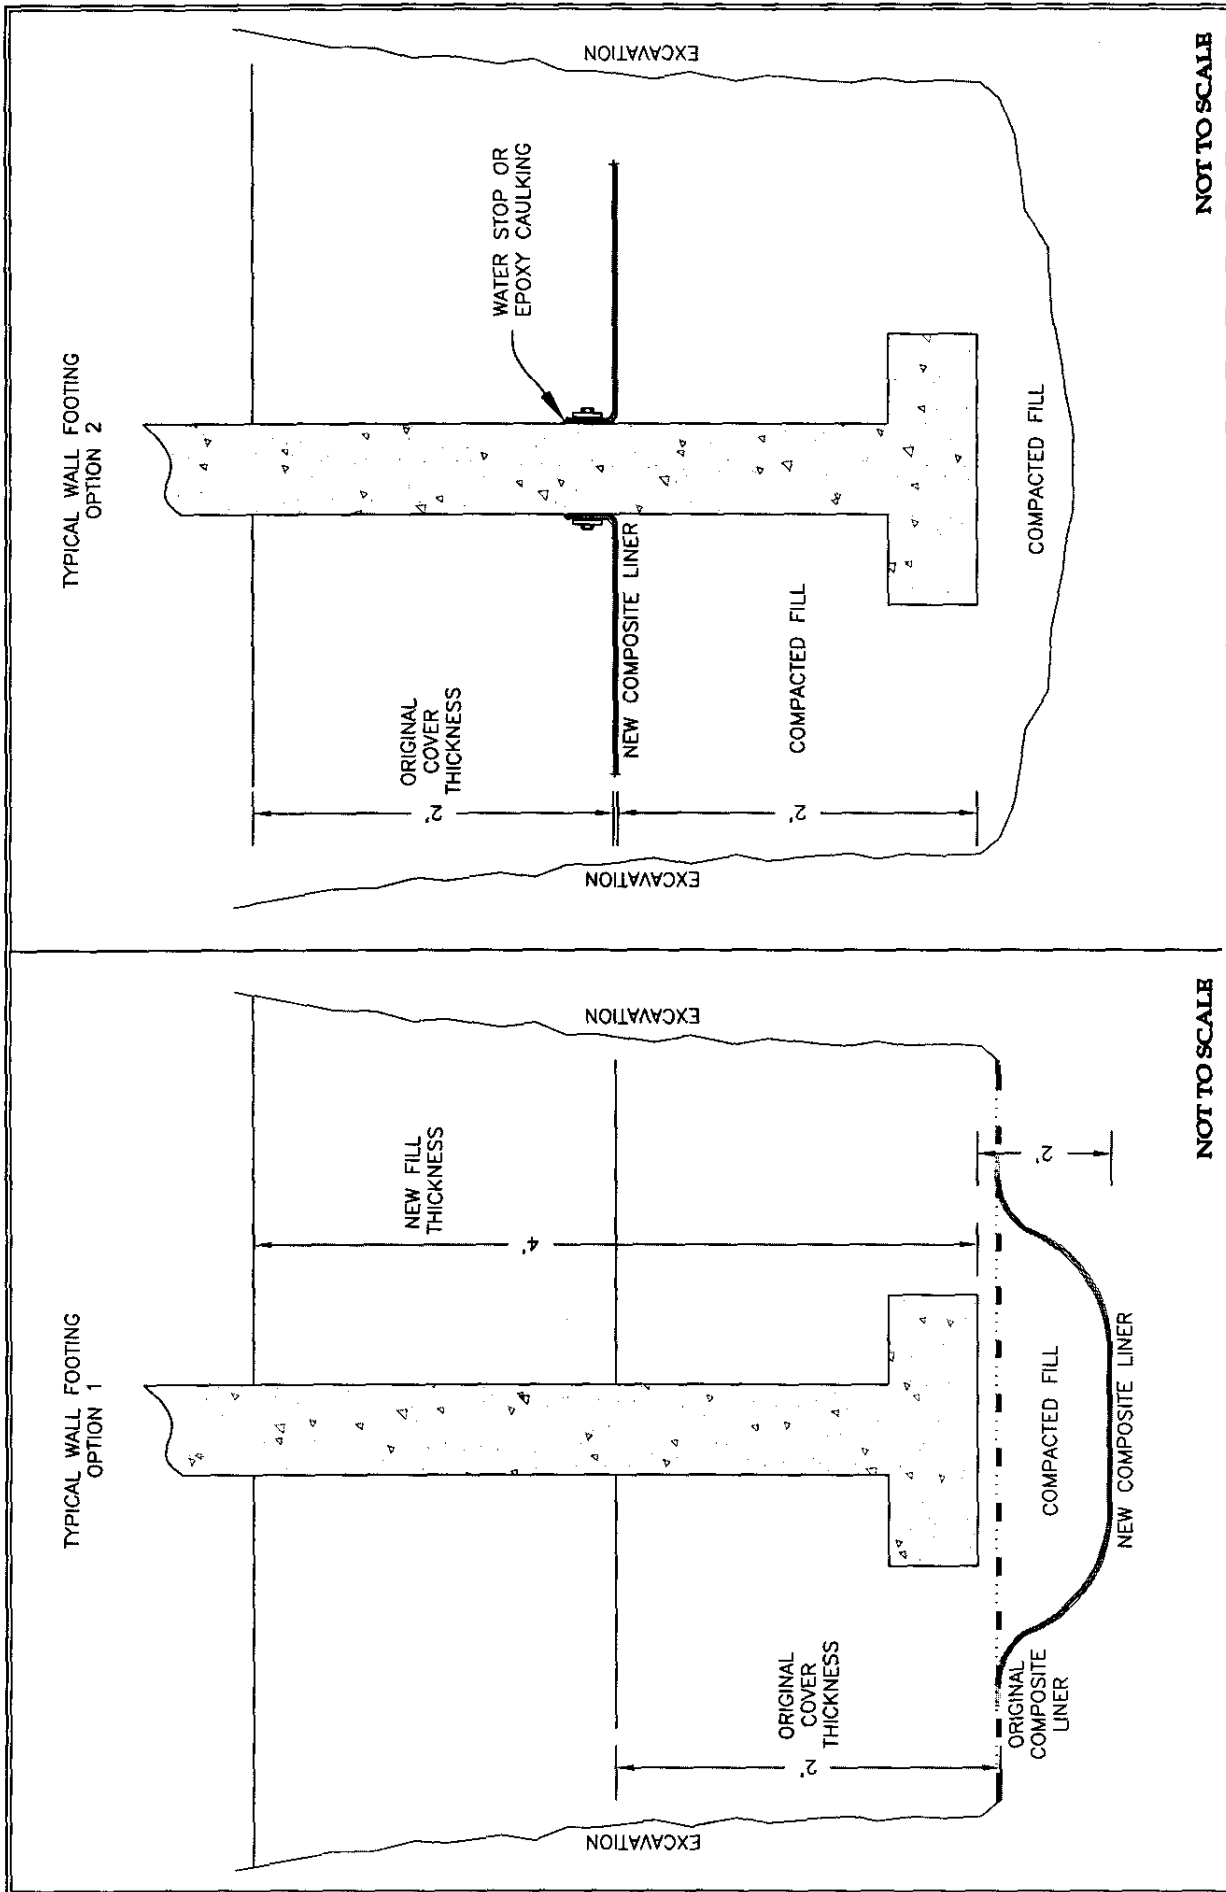 TYPICAL WALL FOOTING
OPTION 1
NEW FILL
THICKNESS
4'
ORIGINAL
COVER
THICKNESS
2'
EXCAVATION
EXCAVATION
2'
ORIGINAL
COMPOSITE
LINER
COMPACTED FILL
NEW COMPOSITE LINER
NOT TO SCALE
TYPICAL WALL FOOTING
OPTION 2
WATER STOP OR
EPOXY CAULKING
ORIGINAL
COVER
THICKNESS
2'
EXCAVATION
EXCAVATION
NEW COMPOSITE LINER
COMPACTED FILL
2'
COMPACTED FILL
NOT TO SCALE